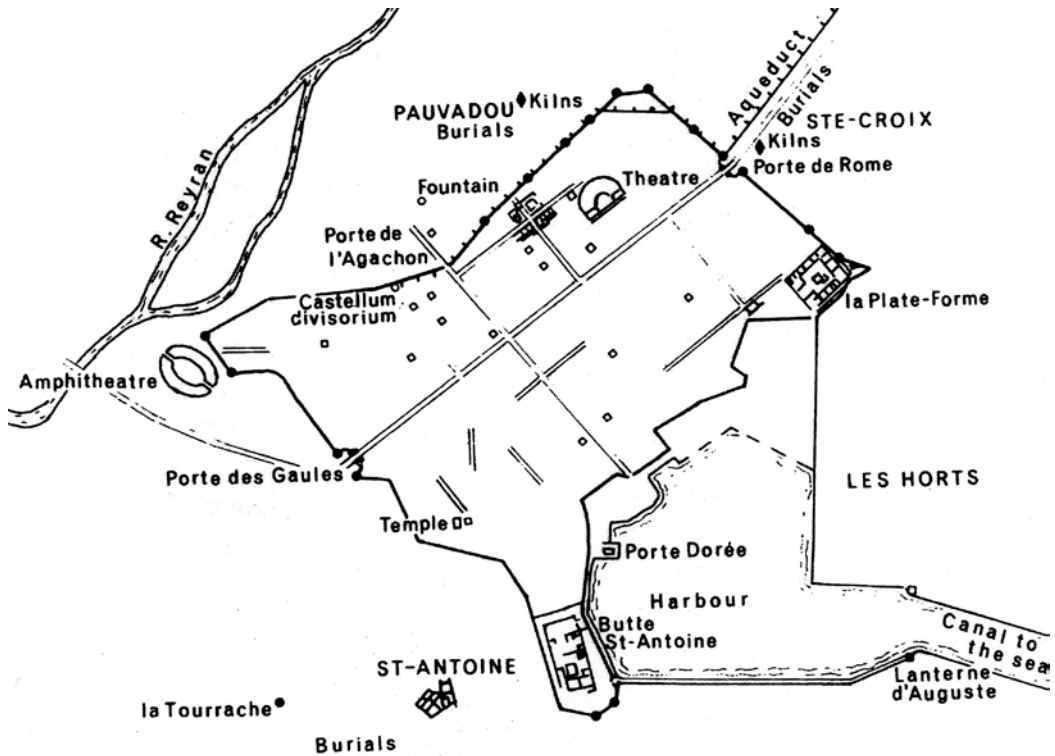 Aqueduct
Burials
PAUVADOU
Burials
Kilns
STE-CROIX
Kilns
Porte de Rome
R. Reyran
Fountain
Theatre
Porte de
l'Agachon
Castellum
divisorium
la Plate-Forme
Amphitheatre
Porte des Gaules
LES HORTS
Temple
Porte Dorée
Harbour
Butte
St-Antoine
Canal to
the sea
ST-ANTOINE
Lanterne
d'Auguste
la Tourrache
Burials